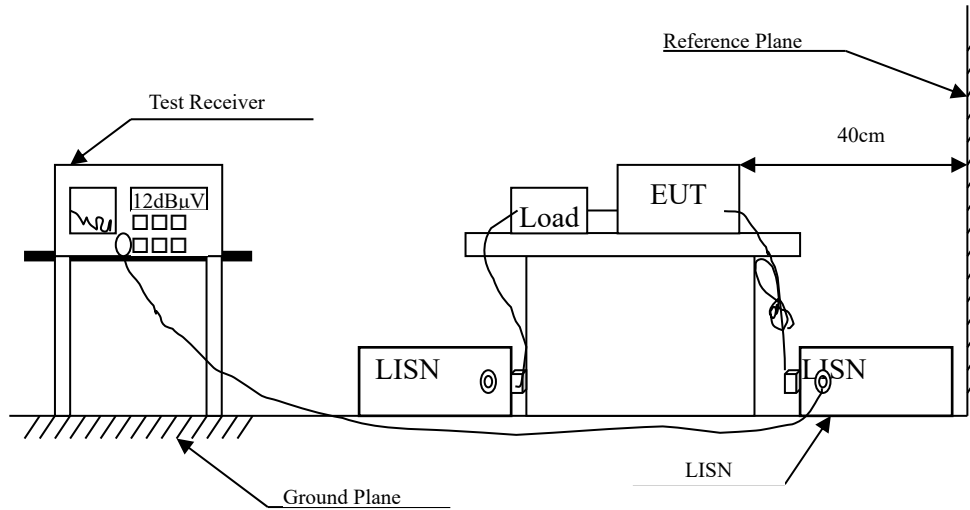 Reference Plane
Test Receiver
40cm
12dBμV
Load
EUT
LISN
LISN
LISN
Ground Plane